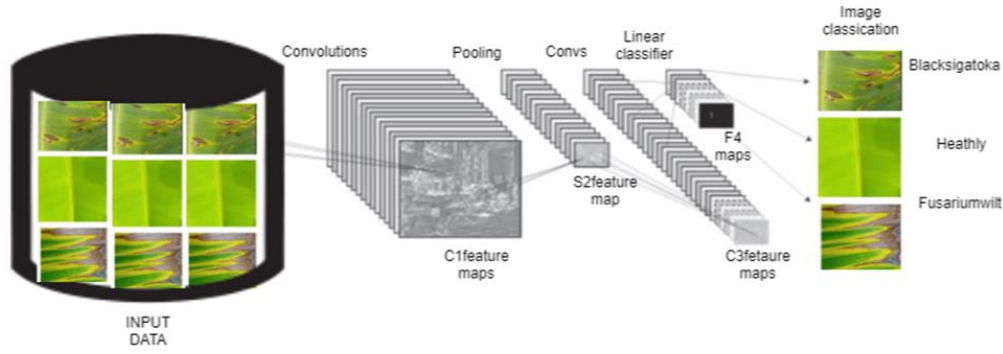 Image
classication
Convolutions
Pooling
Convs
Linear
classifier
Blacksigatoka
Heathly
Fusariumwilt
F4
maps
S2feature
map
C1feature
maps
C3fetaure
maps
INPUT
DATA